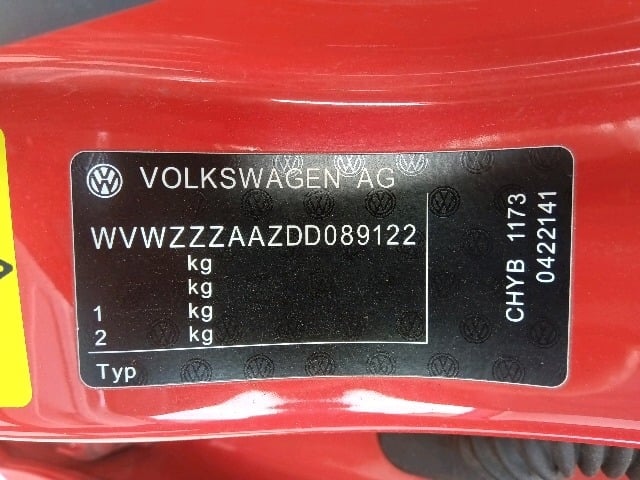 VOLKSWAGEN AG
WVWZZZAAZDD089122
kg
kg
1 kg
2 kg
Typ
CHYB 1173
0422141